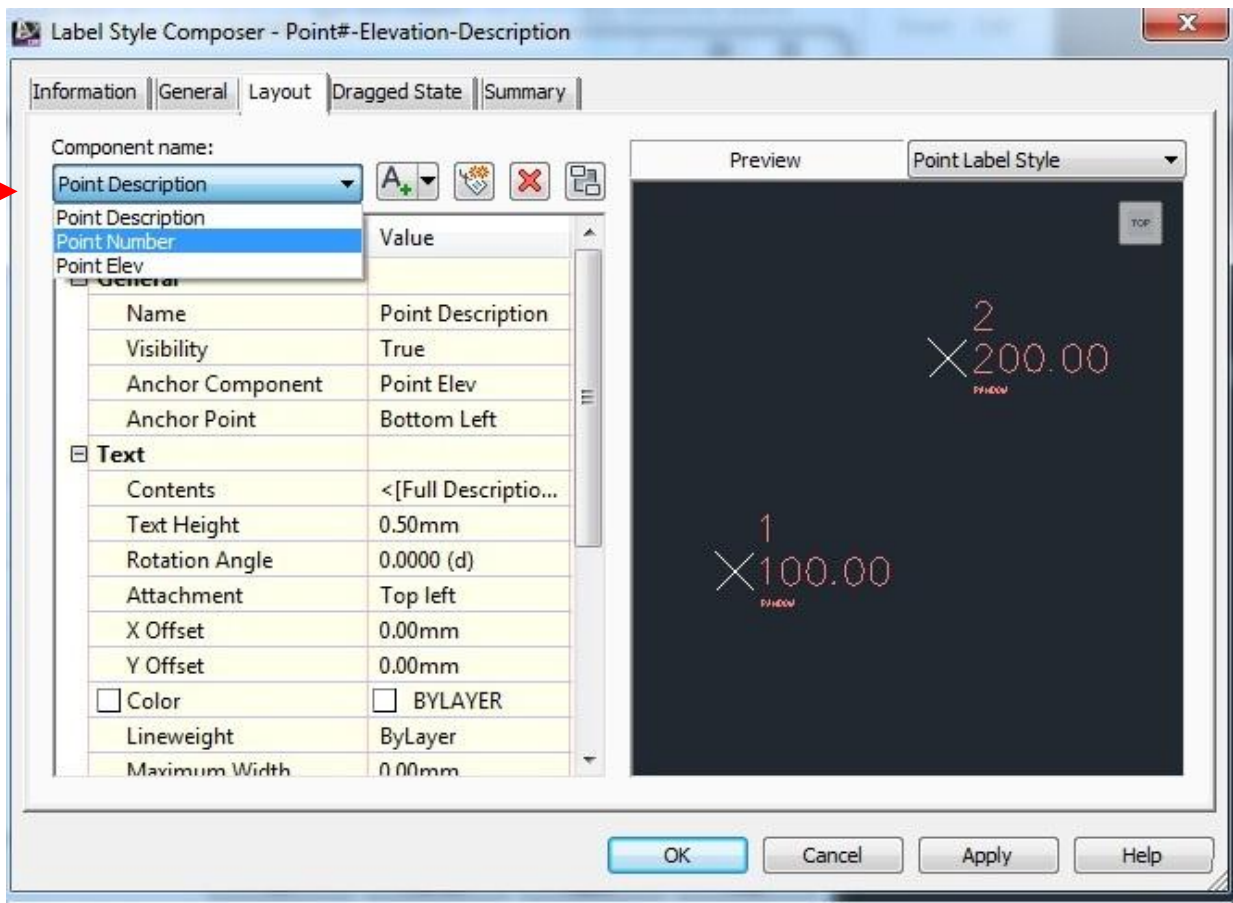 Label Style Composer - Point#-Elevation-Description
Information General Layout Dragged State Summary
Component name:
Point Description
Point Description
Point Number
Point Elev
Value
General
Name Point Description
Visibility True
Anchor Component Point Elev
Anchor Point Bottom Left
Text
Contents <[Full Descriptio...
Text Height 0.50mm
Rotation Angle 0.0000 (d)
Attachment Top left
X Offset 0.00mm
Y Offset 0.00mm
Color BYLAYER
Lineweight ByLayer
Maximum Width 0.00mm
Preview Point Label Style
TOP
2
200.00
1
100.00
OK Cancel Apply Help